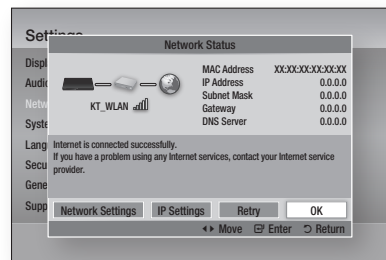 Settings
Network Status
Displ
Audio
Netw
Syste
Lang
Secu
Gene
Supp
KT_WLAN
MAC Address XX:XX:XX:XX:XX:XX
IP Address 0.0.0.0
Subnet Mask 0.0.0.0
Gateway 0.0.0.0
DNS Server 0.0.0.0
Internet is connected successfully.
If you have a problem using any Internet services, contact your Internet service
provider.
Network Settings IP Settings Retry OK
Move Enter Return